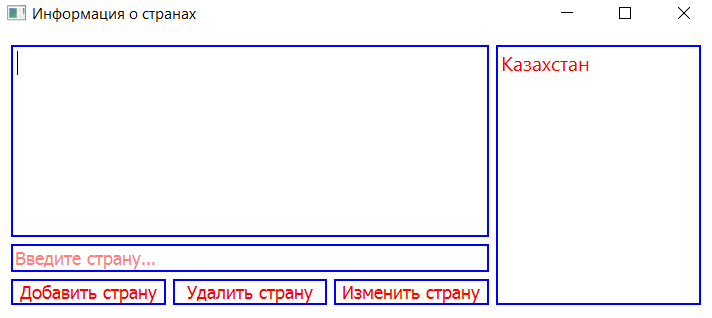 Информация о странах
Казахстан
Введите страну...
Добавить страну
Удалить страну
Изменить страну